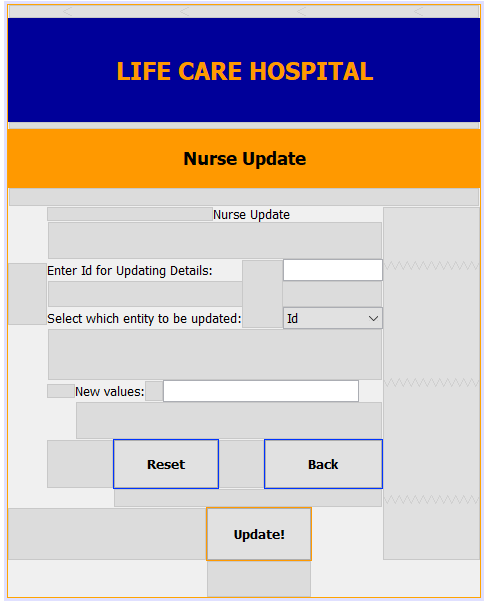 LIFE CARE HOSPITAL
Nurse Update
Nurse Update
Enter Id for Updating Details:
Select which entity to be updated: Id
New values:
Reset Back
Update!